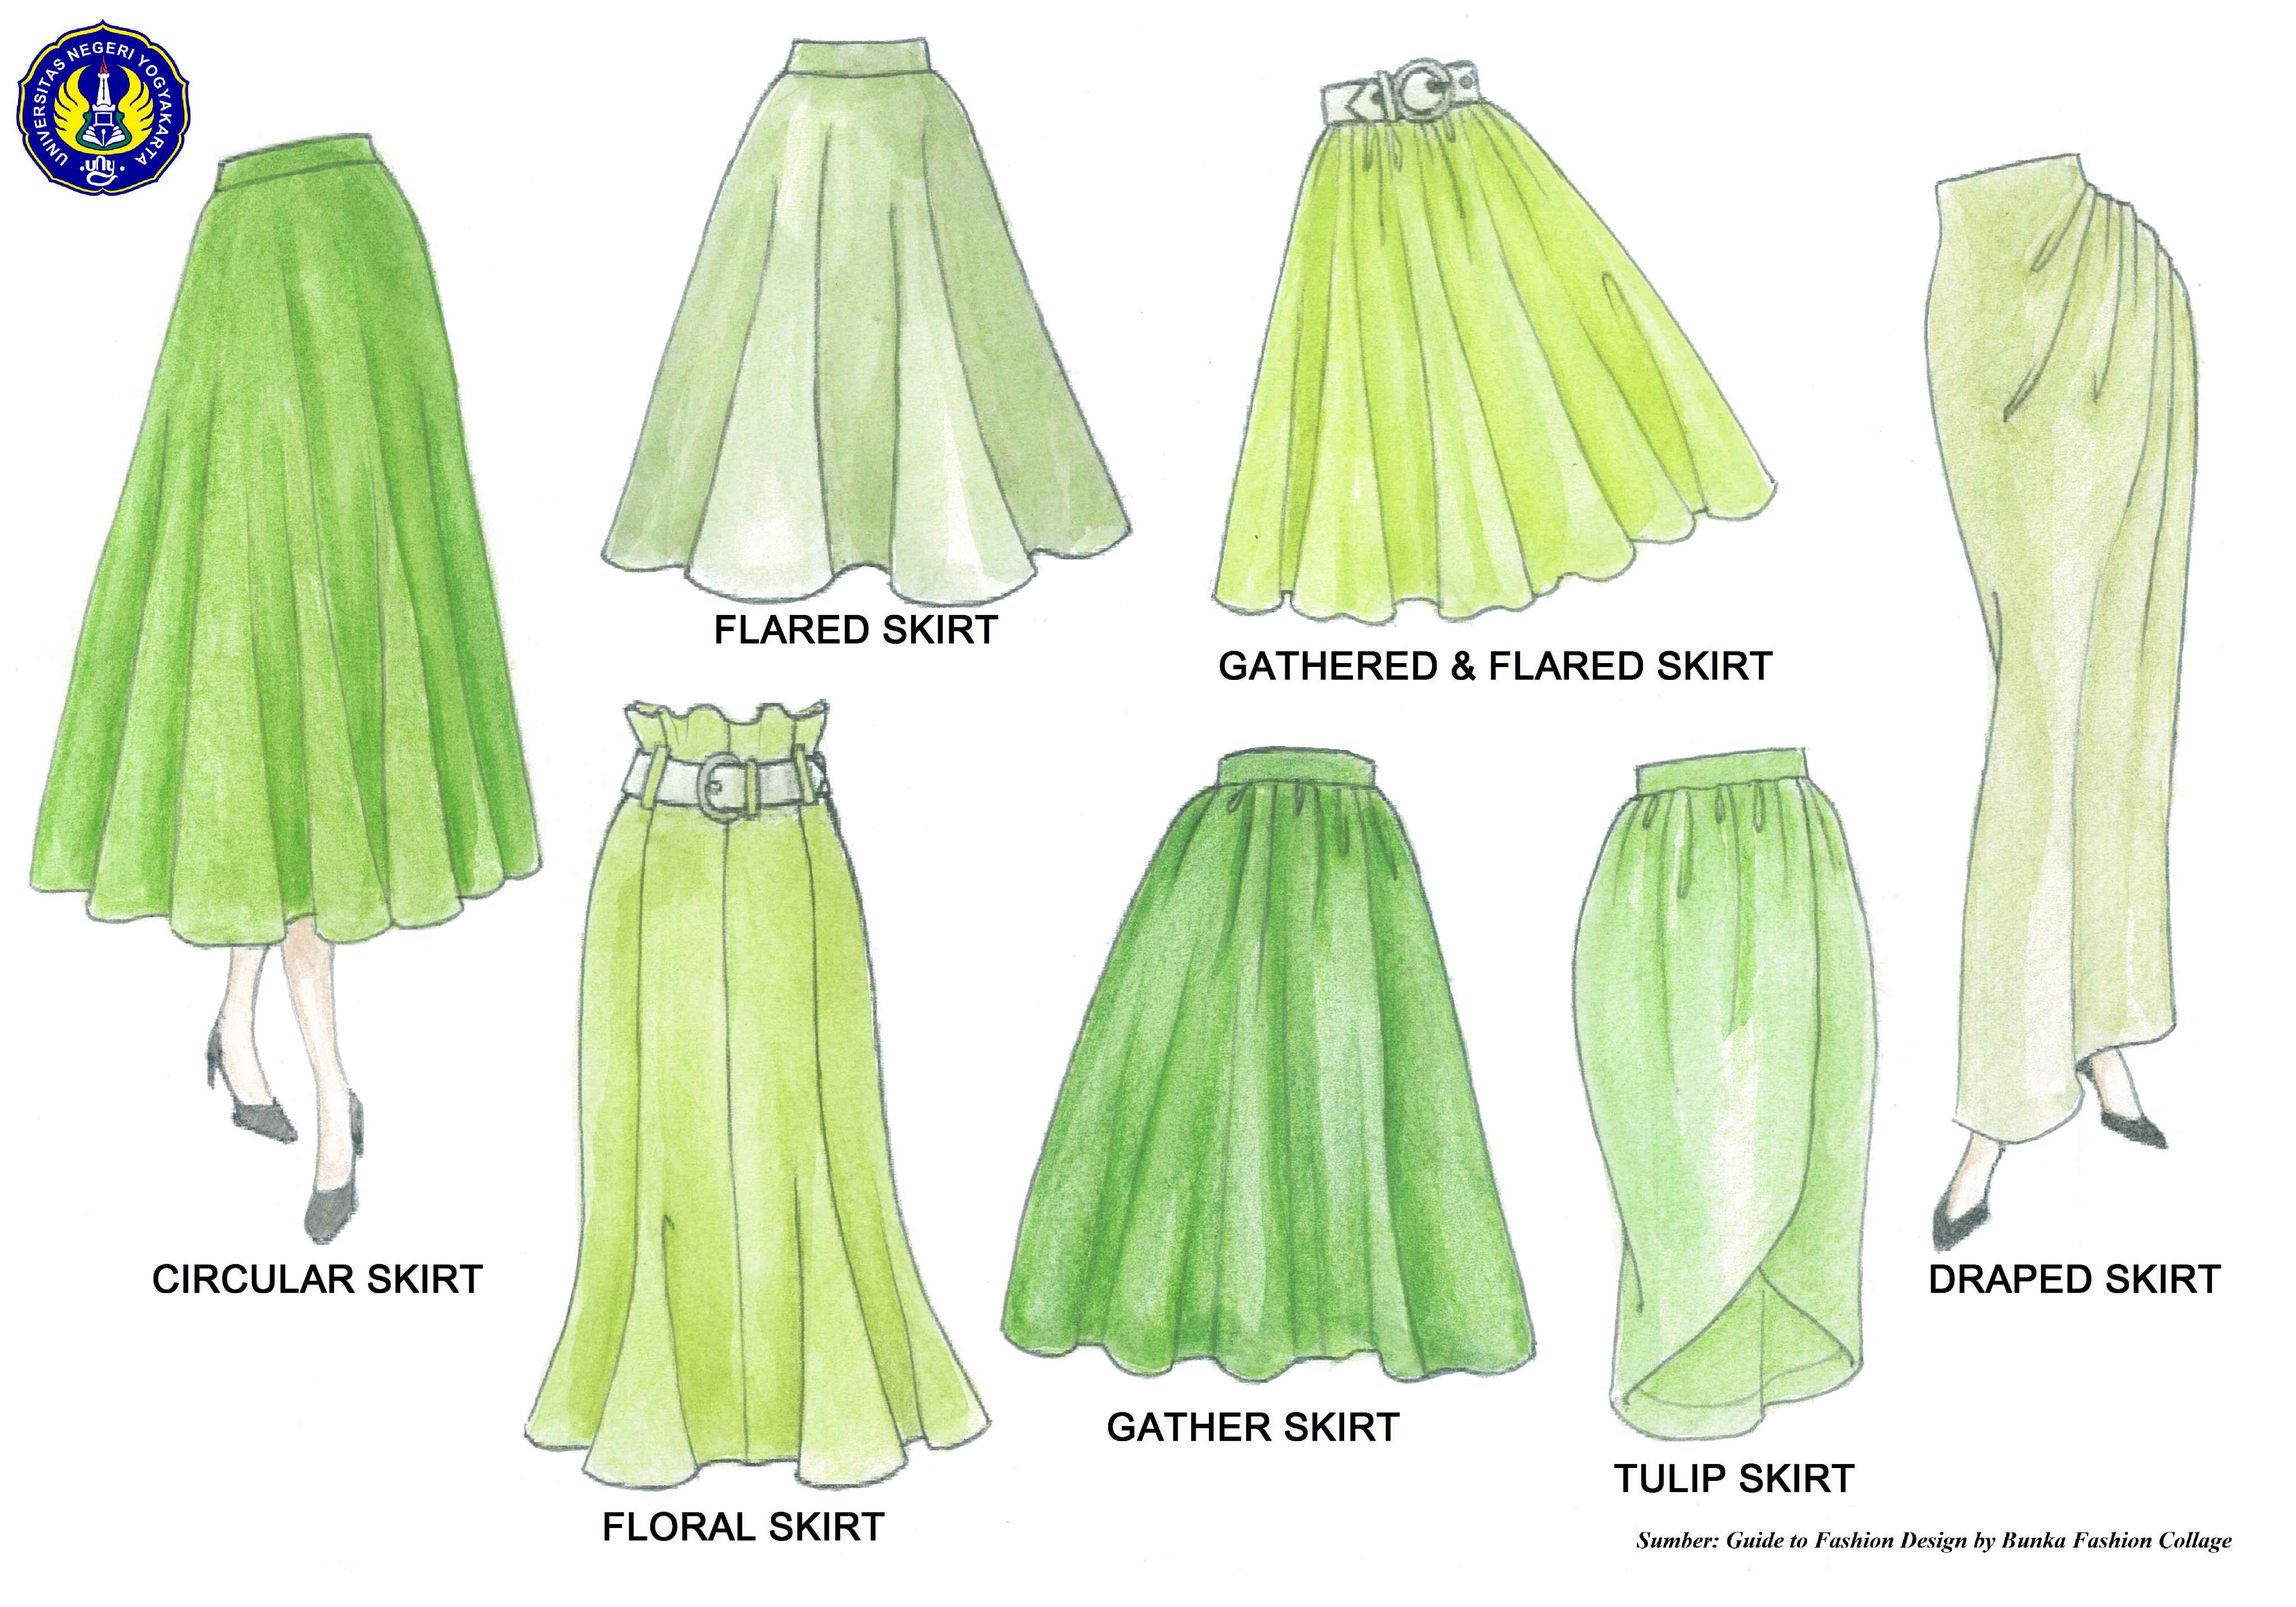 UNIVERSITAS NEGERI YOGYAKARTA
uny
FLARED SKIRT
GATHERED & FLARED SKIRT
CIRCULAR SKIRT
DRAPED SKIRT
GATHER SKIRT
TULIP SKIRT
FLORAL SKIRT
Sumber: Guide to Fashion Design by Bunka Fashion Collage